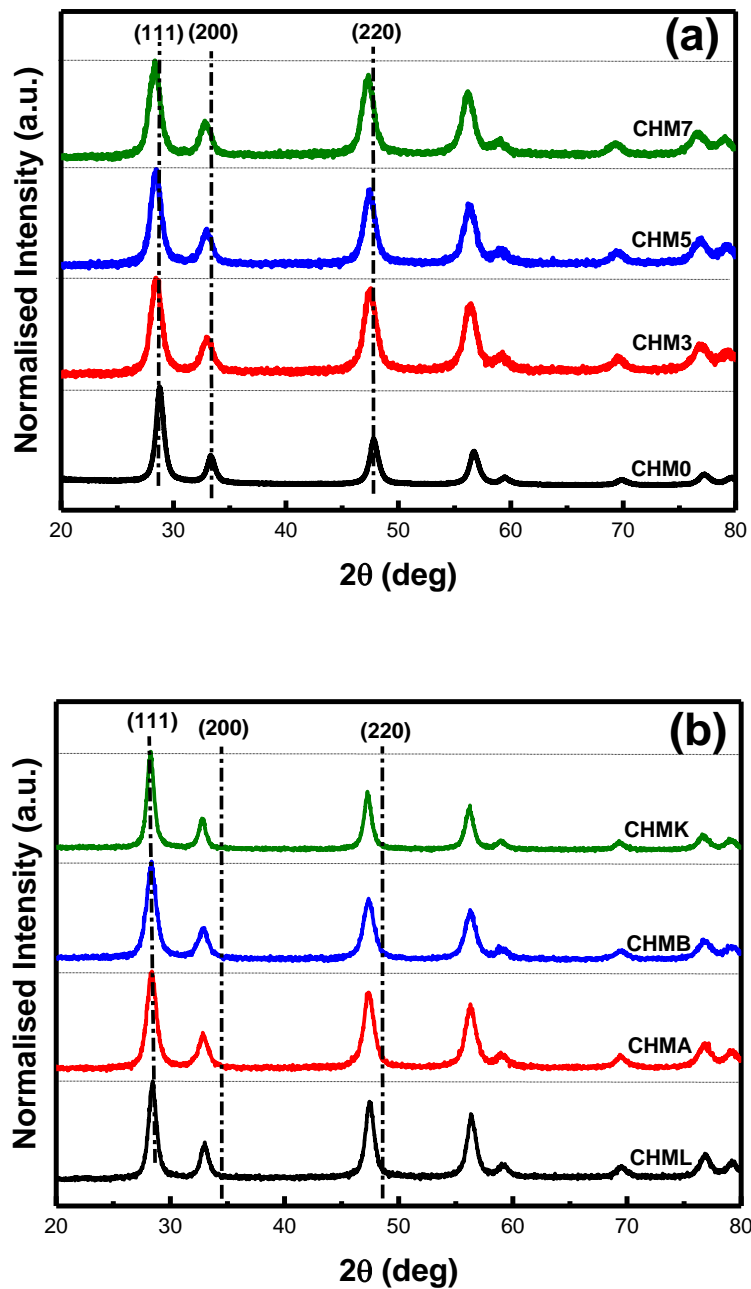 (111) (200) (220) (a)
CHM7
CHM5
CHM3
CHM0
Normalised Intensity (a.u.)
20 30 40 50 60 70 80
2θ (deg)
(111) (200) (220) (b)
CHMK
CHMB
CHMA
CHML
Normalised Intensity (a.u.)
20 30 40 50 60 70 80
2θ (deg)